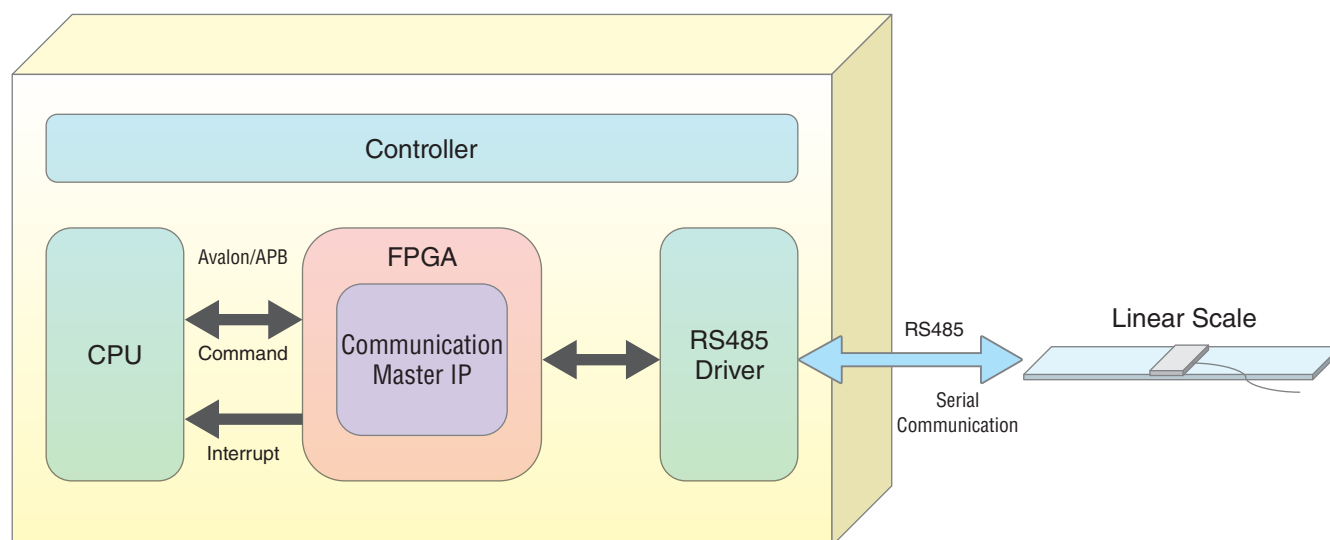 Controller
CPU
Avalon/APB
Command
Interrupt
FPGA
Communication
Master IP
RS485
Driver
RS485
Serial
Communication
Linear Scale